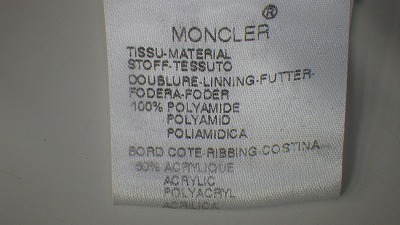 MONCLER®
TISSU-MATERIAL
STOFF-TESSUTO
DOUBLURE-LINNING-FUTTER-
FODERA-FODER
100% POLYAMIDE
POLYAMID
POLIAMIDICA
BORD COTE-RIBBING-COSTINA
50% ACRYLIQUE
ACRYLIC
POLYACRYL
ACRILICA